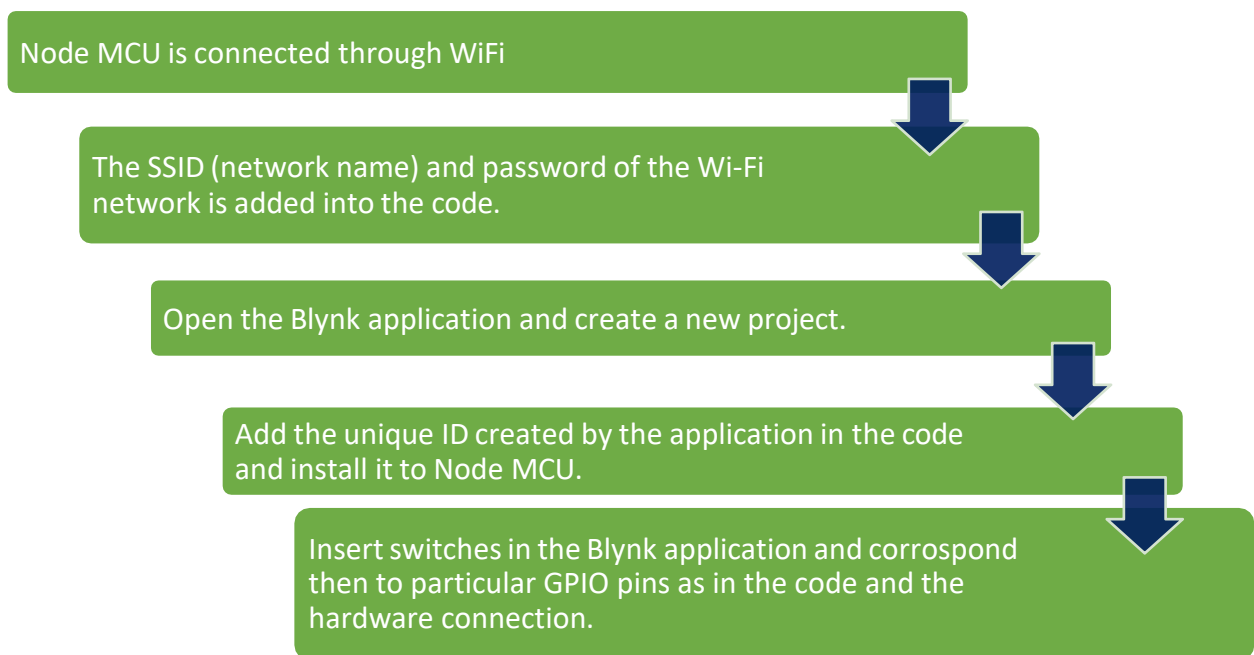 Node MCU is connected through WiFi
The SSID (network name) and password of the Wi-Fi
network is added into the code.
Open the Blynk application and create a new project.
Add the unique ID created by the application in the code
and install it to Node MCU.
Insert switches in the Blynk application and corrospond
then to particular GPIO pins as in the code and the
hardware connection.